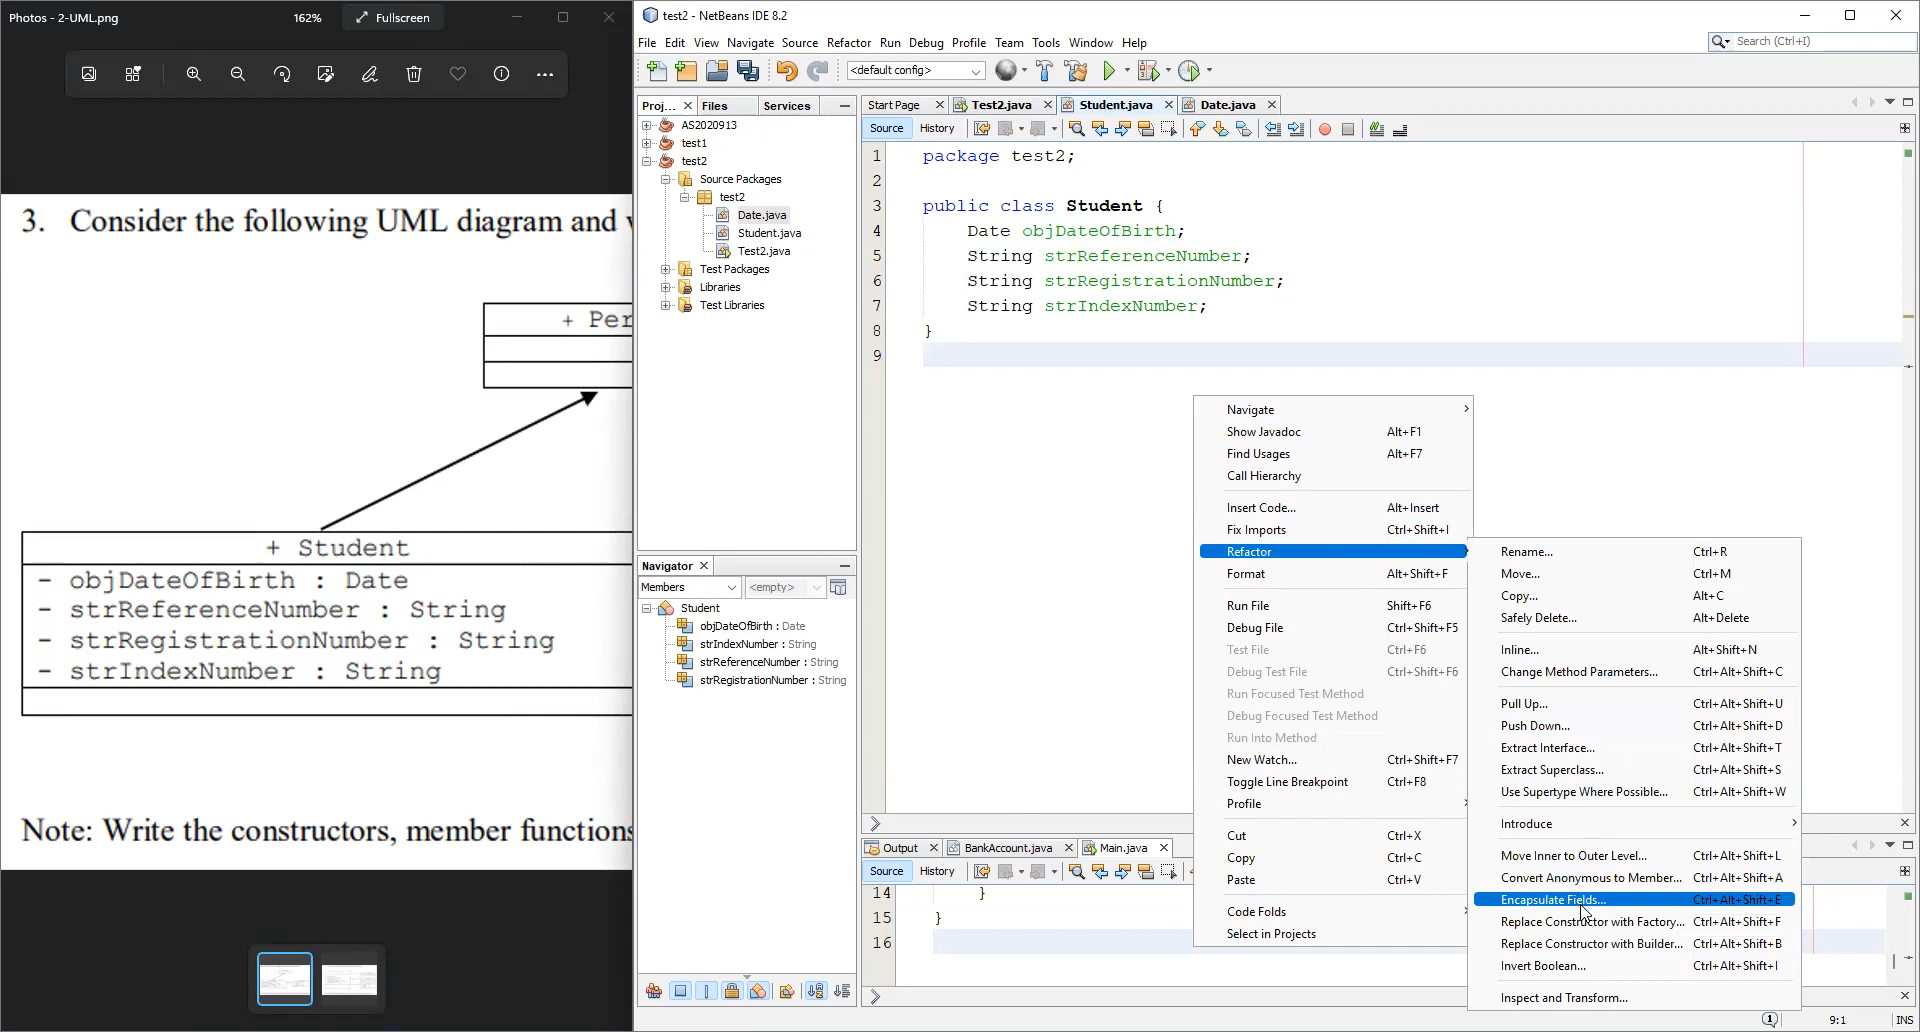 Photos - 2-UML.png
162%
Fullscreen
3. Consider the following UML diagram and
+ Per
+ Student
- objDateOfBirth : Date
- strReferenceNumber : String
- strRegistrationNumber : String
- strIndexNumber : String
Note: Write the constructors, member functions
test2 - NetBeans IDE 8.2
File Edit View Navigate Source Refactor Run Debug Profile Team Tools Window Help
Search (Ctrl+I)
<default config>
Proj... Files Services
AS2020913
test1
test2
Source Packages
test2
Date.java
Student.java
Test2.java
Test Packages
Libraries
Test Libraries
Navigator
Members
<empty>
Student
objDateOfBirth : Date
strIndexNumber : String
strReferenceNumber : String
strRegistrationNumber : String
Start Page Test2.java Student.java Date.java
Source History
1 package test2;
2
3 public class Student {
4 Date objDateOfBirth;
5 String strReferenceNumber;
6 String strRegistrationNumber;
7 String strIndexNumber;
8 }
9
Output BankAccount.java Main.java
Source History
14 }
15 }
16
Navigate
Show Javadoc Alt+F1
Find Usages Alt+F7
Call Hierarchy
Insert Code... Alt+Insert
Fix Imports Ctrl+Shift+I
Refactor
Format Alt+Shift+F
Run File Shift+F6
Debug File Ctrl+Shift+F5
Test File Ctrl+F6
Debug Test File Ctrl+Shift+F6
Run Focused Test Method
Debug Focused Test Method
Run Into Method
New Watch... Ctrl+Shift+F7
Toggle Line Breakpoint Ctrl+F8
Profile
Cut Ctrl+X
Copy Ctrl+C
Paste Ctrl+V
Code Folds
Select in Projects
Rename... Ctrl+R
Move... Ctrl+M
Copy... Alt+C
Safely Delete... Alt+Delete
Inline... Alt+Shift+N
Change Method Parameters... Ctrl+Alt+Shift+C
Pull Up... Ctrl+Alt+Shift+U
Push Down... Ctrl+Alt+Shift+D
Extract Interface... Ctrl+Alt+Shift+T
Extract Superclass... Ctrl+Alt+Shift+S
Use Supertype Where Possible... Ctrl+Alt+Shift+W
Introduce
Move Inner to Outer Level... Ctrl+Alt+Shift+L
Convert Anonymous to Member... Ctrl+Alt+Shift+A
Encapsulate Fields... Ctrl+Alt+Shift+E
Replace Constructor with Factory... Ctrl+Alt+Shift+F
Replace Constructor with Builder... Ctrl+Alt+Shift+B
Invert Boolean... Ctrl+Alt+Shift+I
Inspect and Transform...
1 9:1 INS